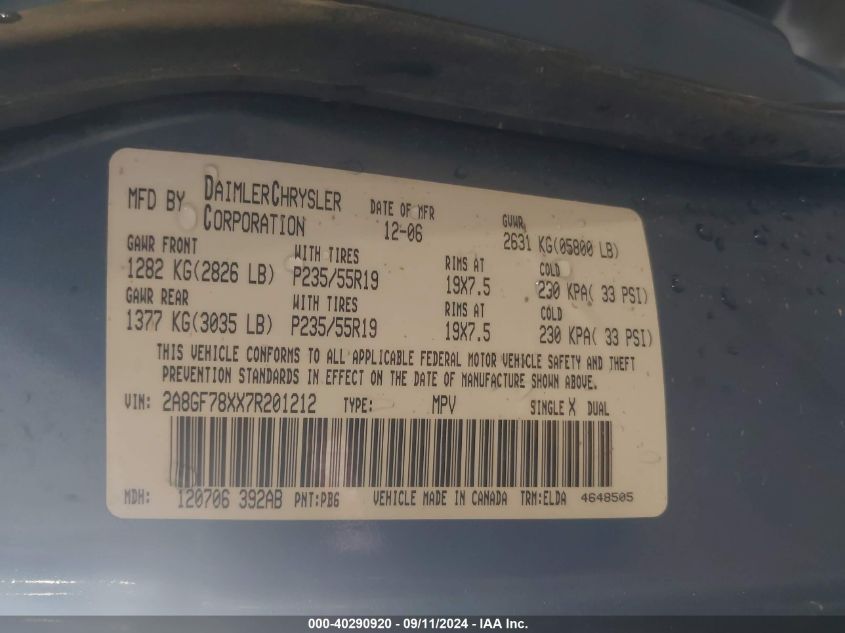 MFD BY DAIMLERCHRYSLER CORPORATION DATE OF MFR 12-06 GVWR 2631 KG(05800 LB)
GAWR FRONT WITH TIRES RIMS AT COLD
1282 KG(2826 LB) P235/55R19 19X7.5 230 KPA( 33 PSI)
GAWR REAR WITH TIRES RIMS AT COLD
1377 KG(3035 LB) P235/55R19 19X7.5 230 KPA( 33 PSI)
THIS VEHICLE CONFORMS TO ALL APPLICABLE FEDERAL MOTOR VEHICLE SAFETY AND THEFT
PREVENTION STANDARDS IN EFFECT ON THE DATE OF MANUFACTURE SHOWN ABOVE.
VIN: 2A8GF78XX7R201212 TYPE: MPV SINGLE X DUAL
MDH: 120706 392AB PNT:PB6 VEHICLE MADE IN CANADA TRM:ELDA 4648505
000-40290920 - 09/11/2024 - IAA Inc.